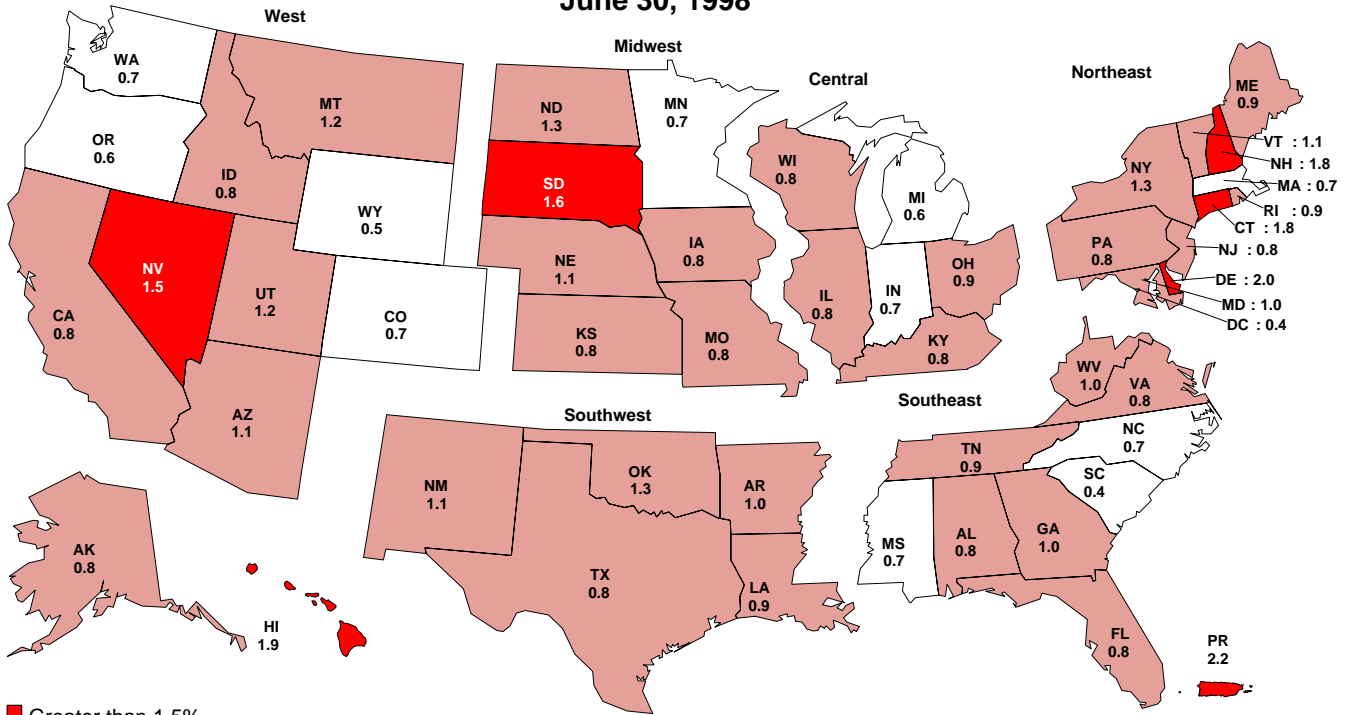 June 30, 1998
West
WA
0.7
OR
0.6
CA
0.8
NV
1.5
ID
0.8
MT
1.2
WY
0.5
UT
1.2
CO
0.7
AZ
1.1
AK
0.8
HI
1.9
Midwest
ND
1.3
SD
1.6
NE
1.1
KS
0.8
MN
0.7
IA
0.8
MO
0.8
Central
WI
0.8
IL
0.8
MI
0.6
IN
0.7
OH
0.9
KY
0.8
Northeast
ME
0.9
VT : 1.1
NH : 1.8
MA : 0.7
RI : 0.9
CT : 1.8
NJ : 0.8
DE : 2.0
MD : 1.0
DC : 0.4
NY
1.3
PA
0.8
Southwest
NM
1.1
OK
1.3
AR
1.0
TX
0.8
LA
0.9
Southeast
WV
1.0
VA
0.8
NC
0.7
TN
0.9
SC
0.4
MS
0.7
AL
0.8
GA
1.0
FL
0.8
PR
2.2
Greater than 1.5%